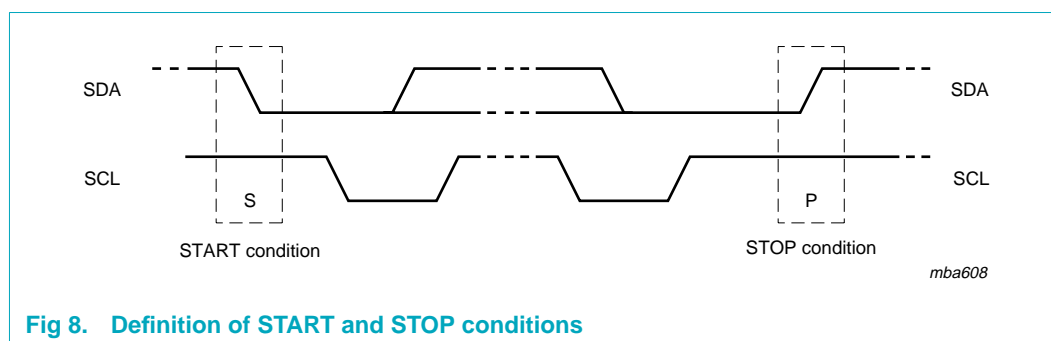 SDA
SDA
SCL
SCL
S
P
START condition
STOP condition
mba608
Fig 8. Definition of START and STOP conditions